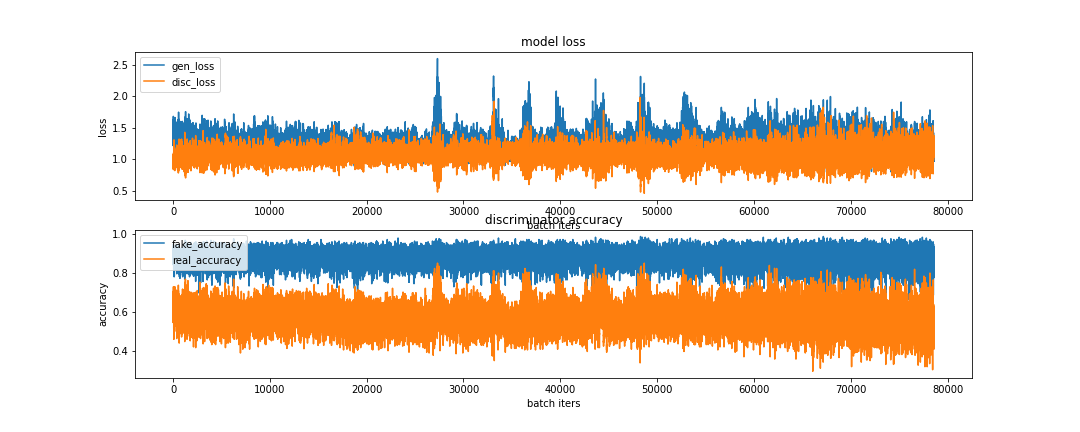 model loss
gen_loss
disc_loss
loss
2.5
2.0
1.5
1.0
0.5
0
10000
20000
30000
40000
50000
60000
70000
80000
batch iters
discriminator accuracy
fake_accuracy
real_accuracy
accuracy
1.0
0.8
0.6
0.4
0
10000
20000
30000
40000
50000
60000
70000
80000
batch iters